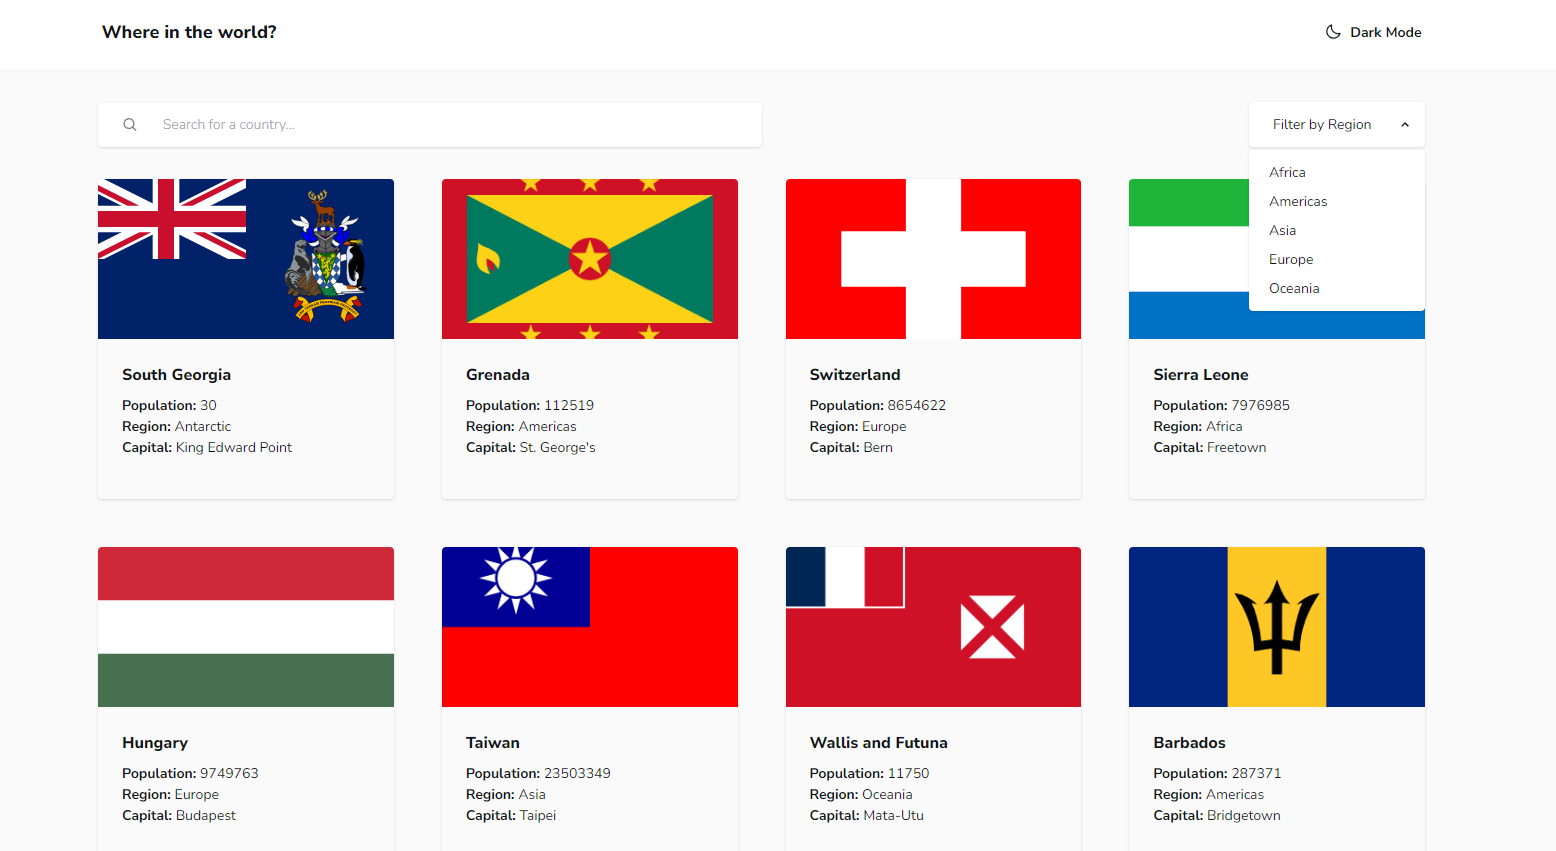 Where in the world?
Dark Mode
Search for a country...
Filter by Region
Africa
Americas
Asia
Europe
Oceania
South Georgia
Population: 30
Region: Antarctic
Capital: King Edward Point
Grenada
Population: 112519
Region: Americas
Capital: St. George's
Switzerland
Population: 8654622
Region: Europe
Capital: Bern
Sierra Leone
Population: 7976985
Region: Africa
Capital: Freetown
Hungary
Population: 9749763
Region: Europe
Capital: Budapest
Taiwan
Population: 23503349
Region: Asia
Capital: Taipei
Wallis and Futuna
Population: 11750
Region: Oceania
Capital: Mata-Utu
Barbados
Population: 287371
Region: Americas
Capital: Bridgetown